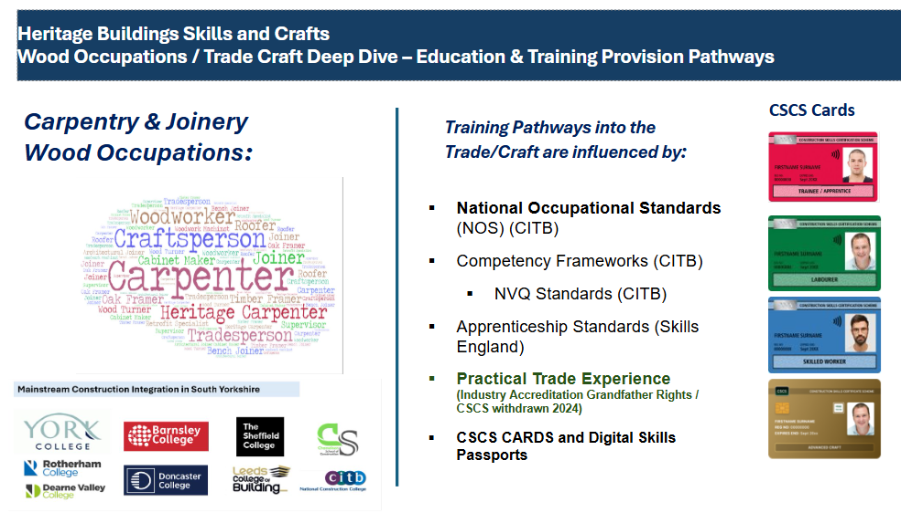 Heritage Buildings Skills and Crafts
Wood Occupations / Trade Craft Deep Dive – Education & Training Provision Pathways
Carpentry & Joinery
Wood Occupations:
Tradesperson
Bench Joiner
Woodworker
Roofer
Craftsperson
Joiner
Oak Framer
Cabinet Maker
Joiner
Carpenter
Roofer
Oak Framer
Timber Framer
Wood Turner
Heritage Carpenter
Supervisor
Tradesperson
Bench Joiner
Mainstream Construction Integration in South Yorkshire
YORK
COLLEGE
Barnsley
College
The
Sheffield
College
CS
Rotherham
College
Dearne Valley
College
Doncaster
College
Leeds
College of
Building
citb
National Construction College
Training Pathways into the
Trade/Craft are influenced by:
▪ National Occupational Standards
(NOS) (CITB)
▪ Competency Frameworks (CITB)
▪ NVQ Standards (CITB)
▪ Apprenticeship Standards (Skills
England)
▪ Practical Trade Experience
(Industry Accreditation Grandfather Rights /
CSCS withdrawn 2024)
▪ CSCS CARDS and Digital Skills
Passports
CSCS Cards
CONSTRUCTION SKILLS CERTIFICATION SCHEME
FIRSTNAME SURNAME
TRAINEE / APPRENTICE
CONSTRUCTION SKILLS CERTIFICATION SCHEME
LABOURER
CONSTRUCTION SKILLS CERTIFICATION SCHEME
FIRSTNAME SURNAME
SKILLED WORKER
CSCS
CONSTRUCTION SKILLS CERTIFICATION SCHEME
FIRSTNAME SURNAME
ADVANCED CRAFT